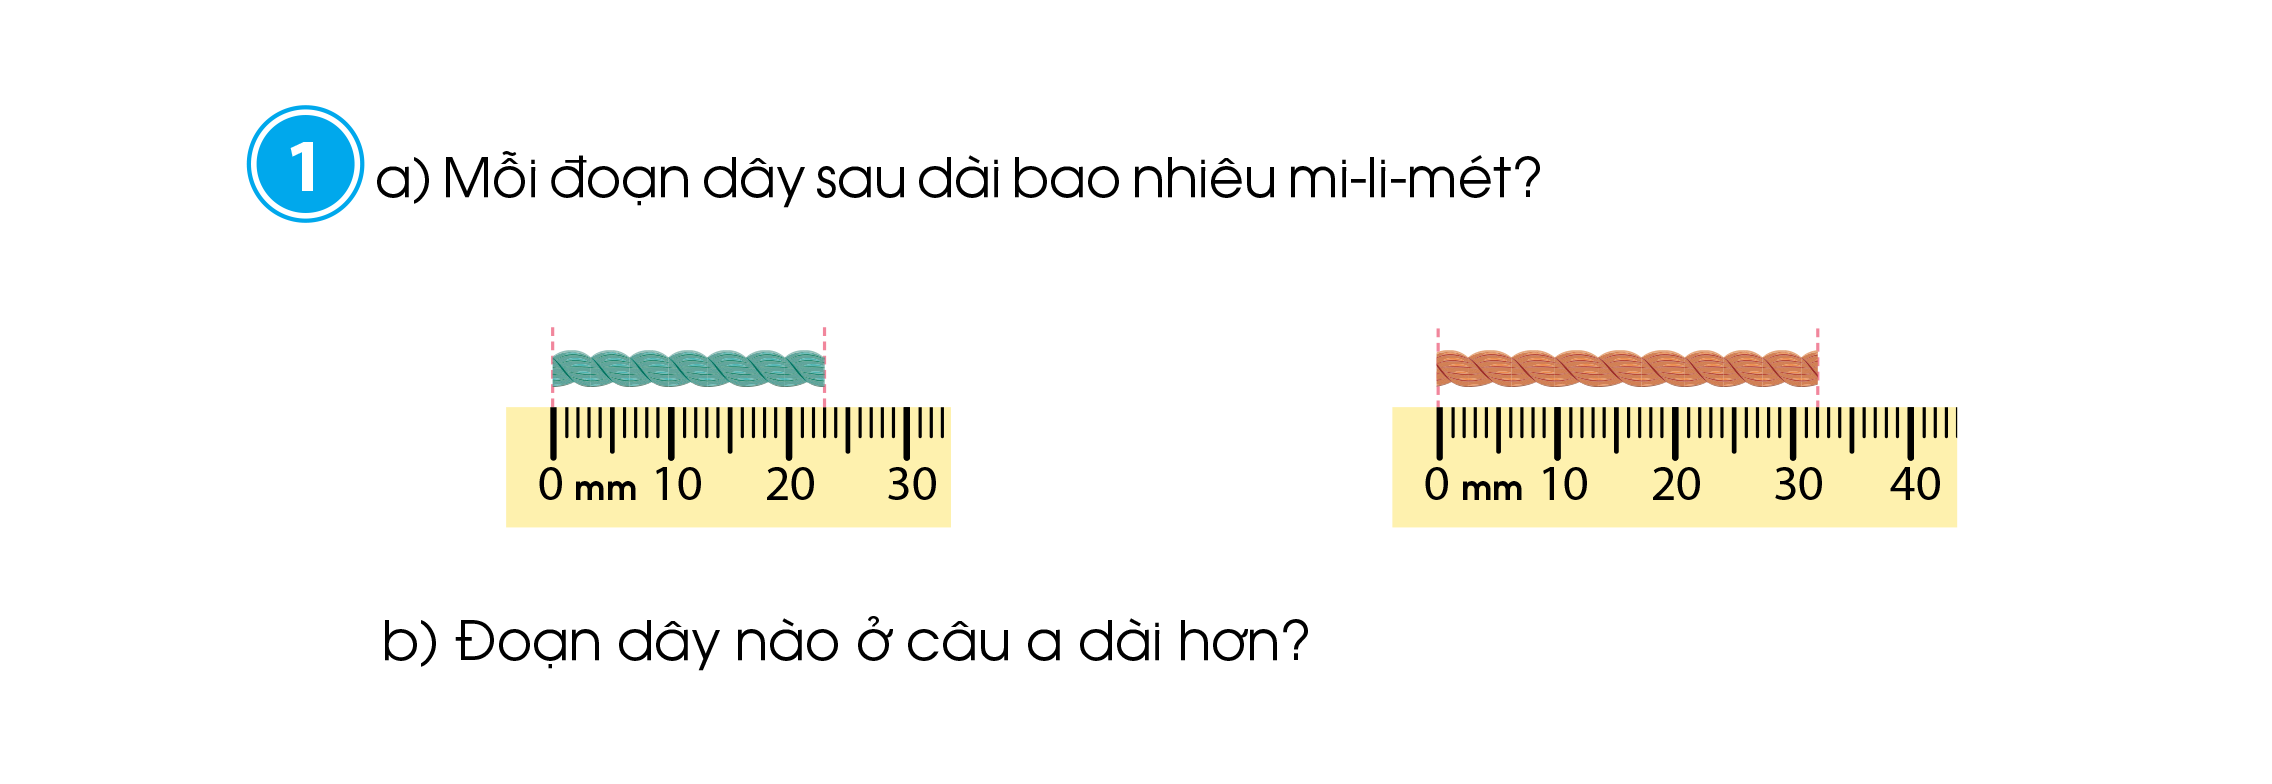 1 a) Mỗi đoạn dây sau dài bao nhiêu mi-li-mét?
0 mm 10 20 30
0 mm 10 20 30 40
b) Đoạn dây nào ở câu a dài hơn?